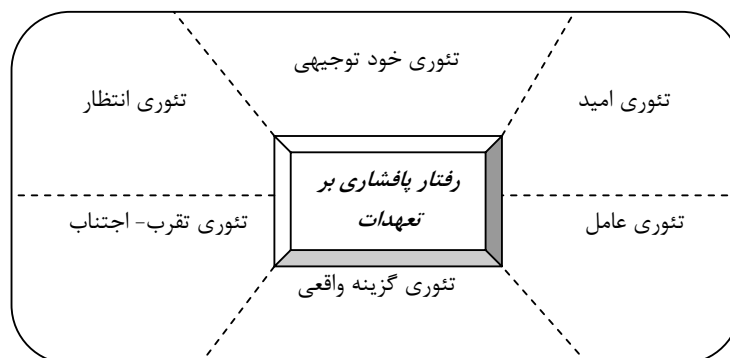 تئوری خود توجیهی
تئوری امید
تئوری انتظار
رفتار پافشاری بر
تعهدات
تئوری عامل
تئوری تقرب- اجتناب
تئوری گزینه واقعی